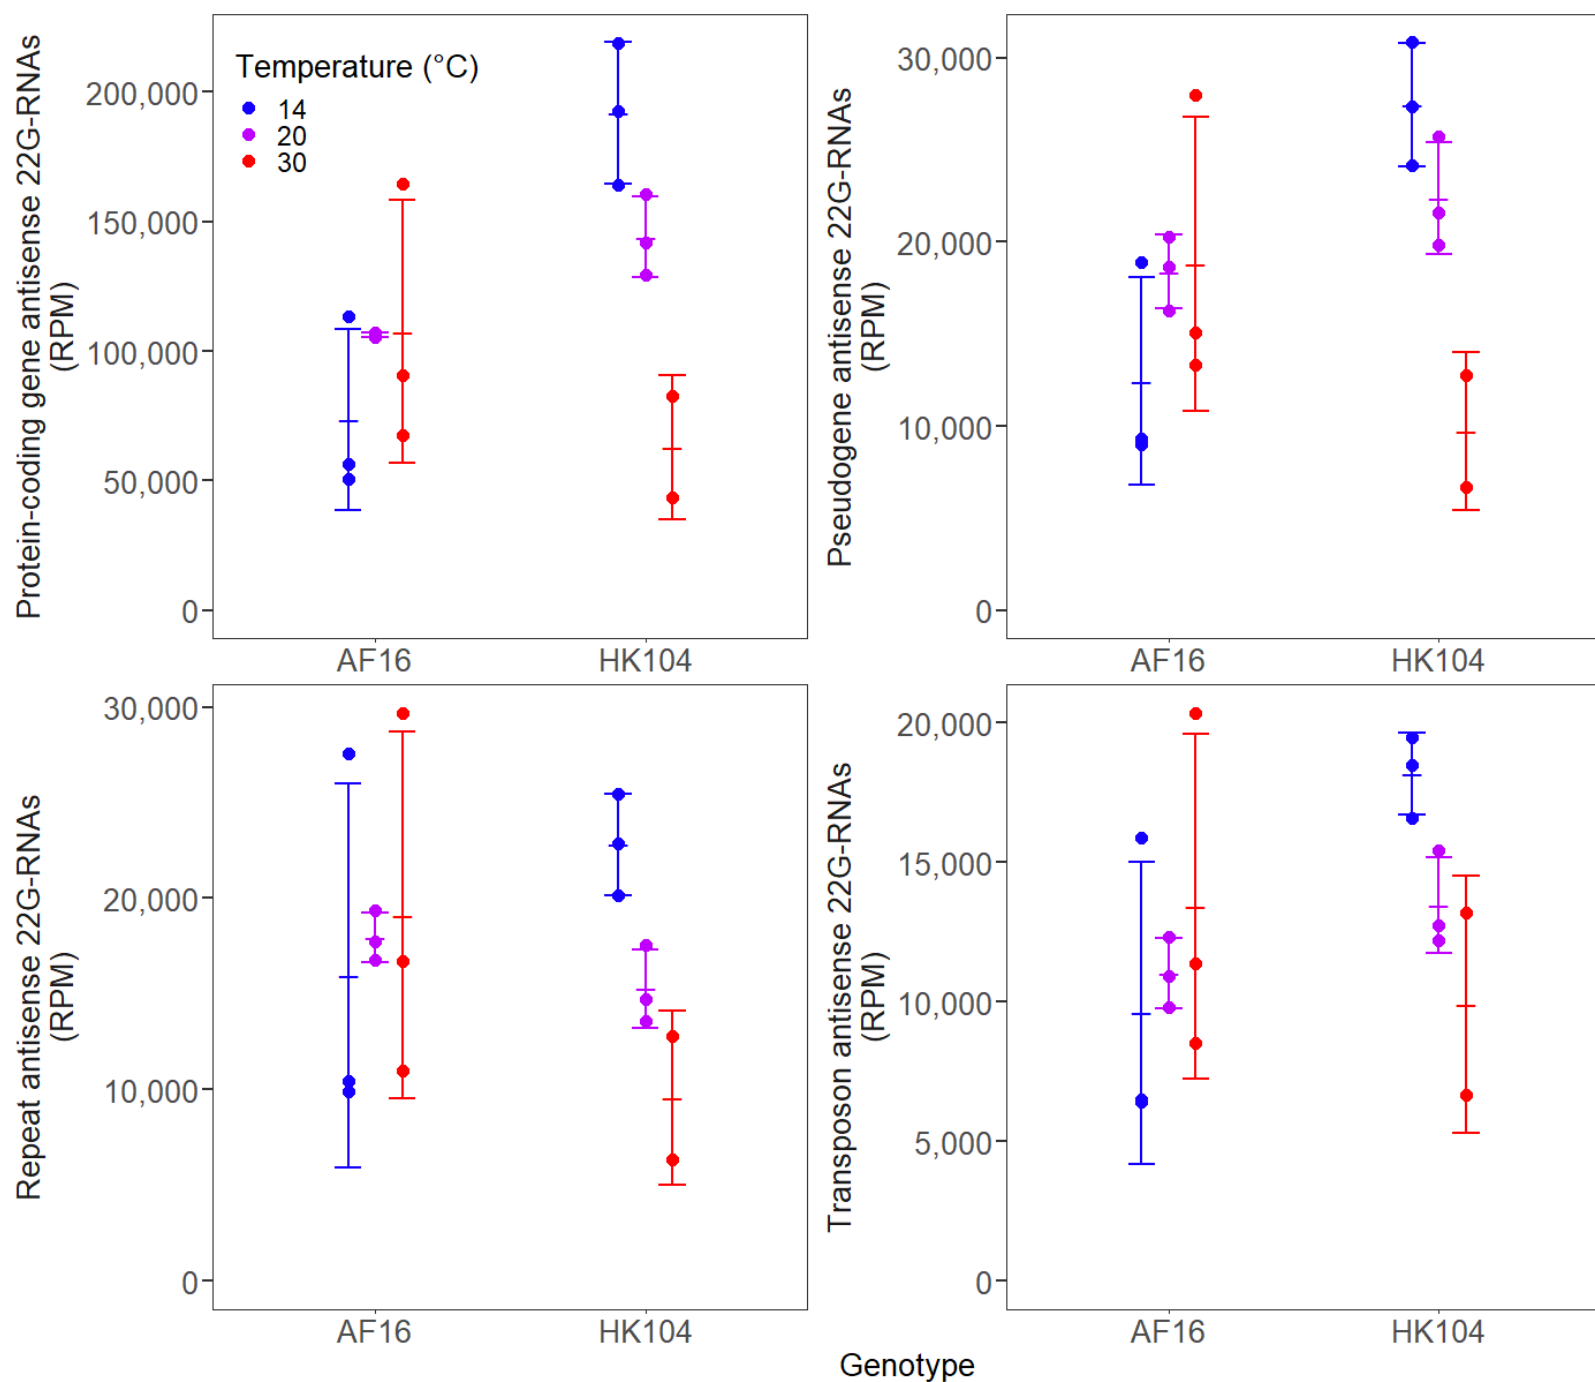 Protein-coding gene antisense 22G-RNAs
(RPM)
Temperature (°C)
14
20
30
200,000
150,000
100,000
50,000
0
AF16
HK104
Pseudogene antisense 22G-RNAs
(RPM)
30,000
20,000
10,000
0
AF16
HK104
Repeat antisense 22G-RNAs
(RPM)
30,000
20,000
10,000
0
AF16
HK104
Transposon antisense 22G-RNAs
(RPM)
20,000
15,000
10,000
5,000
0
AF16
HK104
Genotype